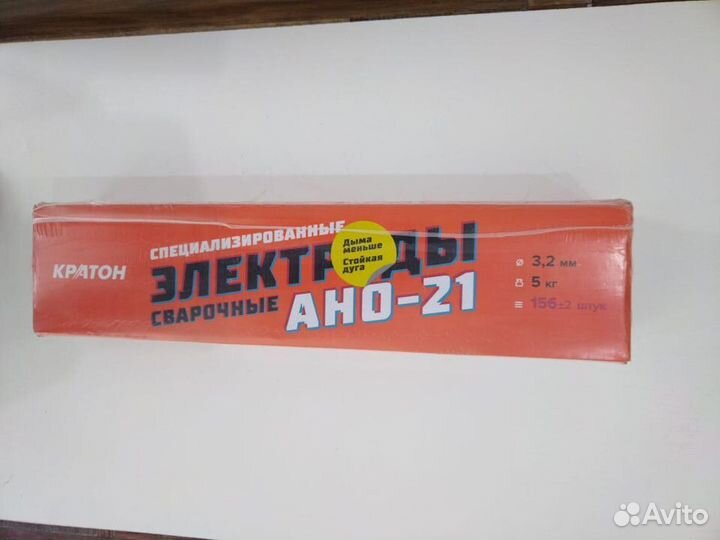 КРАТОН
СПЕЦИАЛИЗИРОВАННЫЕ
ЭЛЕКТРОДЫ
СВАРОЧНЫЕ АНО-21
Дыма
меньше
Стойкая
дуга
3,2 мм
5 кг
156±2 штук
Avito